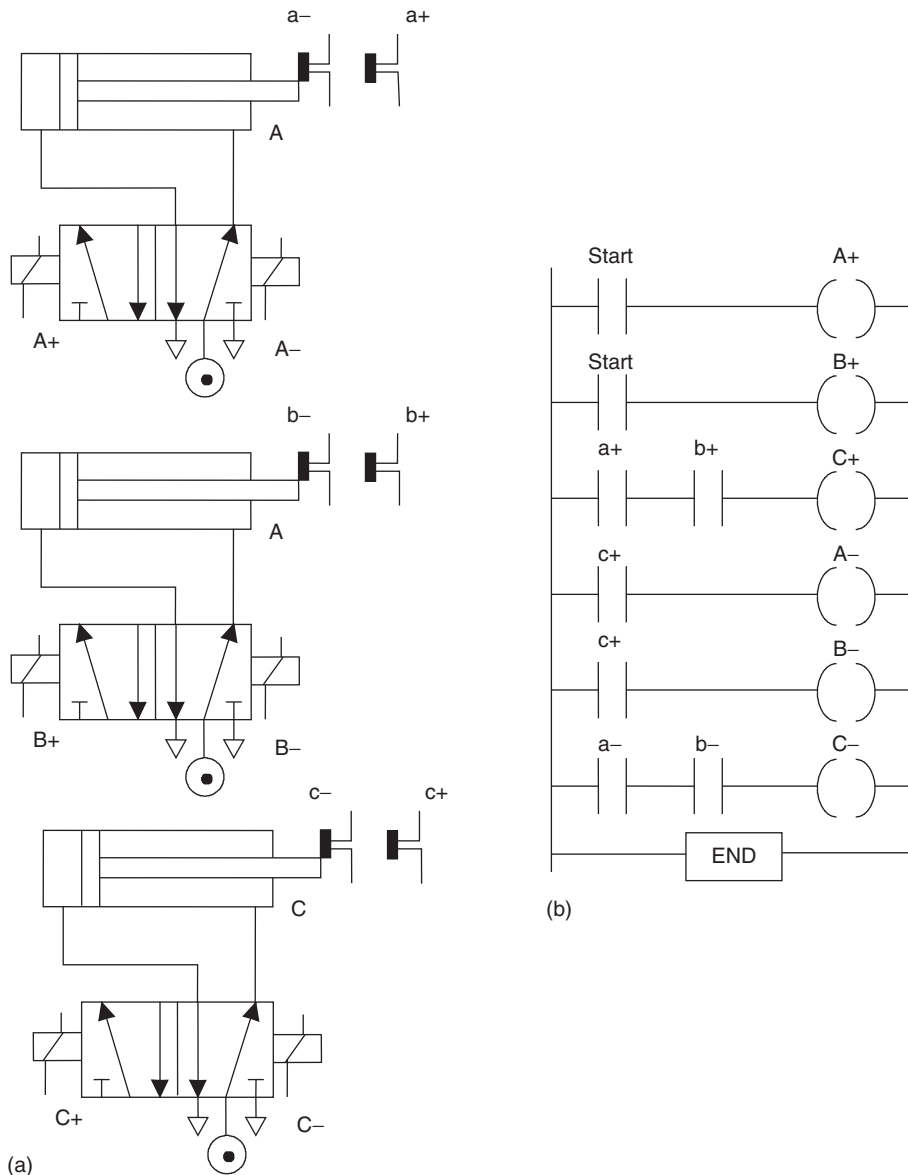 a− a+
A
A+ A−
b− b+
A
B+ B−
c− c+
C
C+ C−
(a)
Start A+
Start B+
a+ b+ C+
c+ A−
c+ B−
a− b− C−
END
(b)